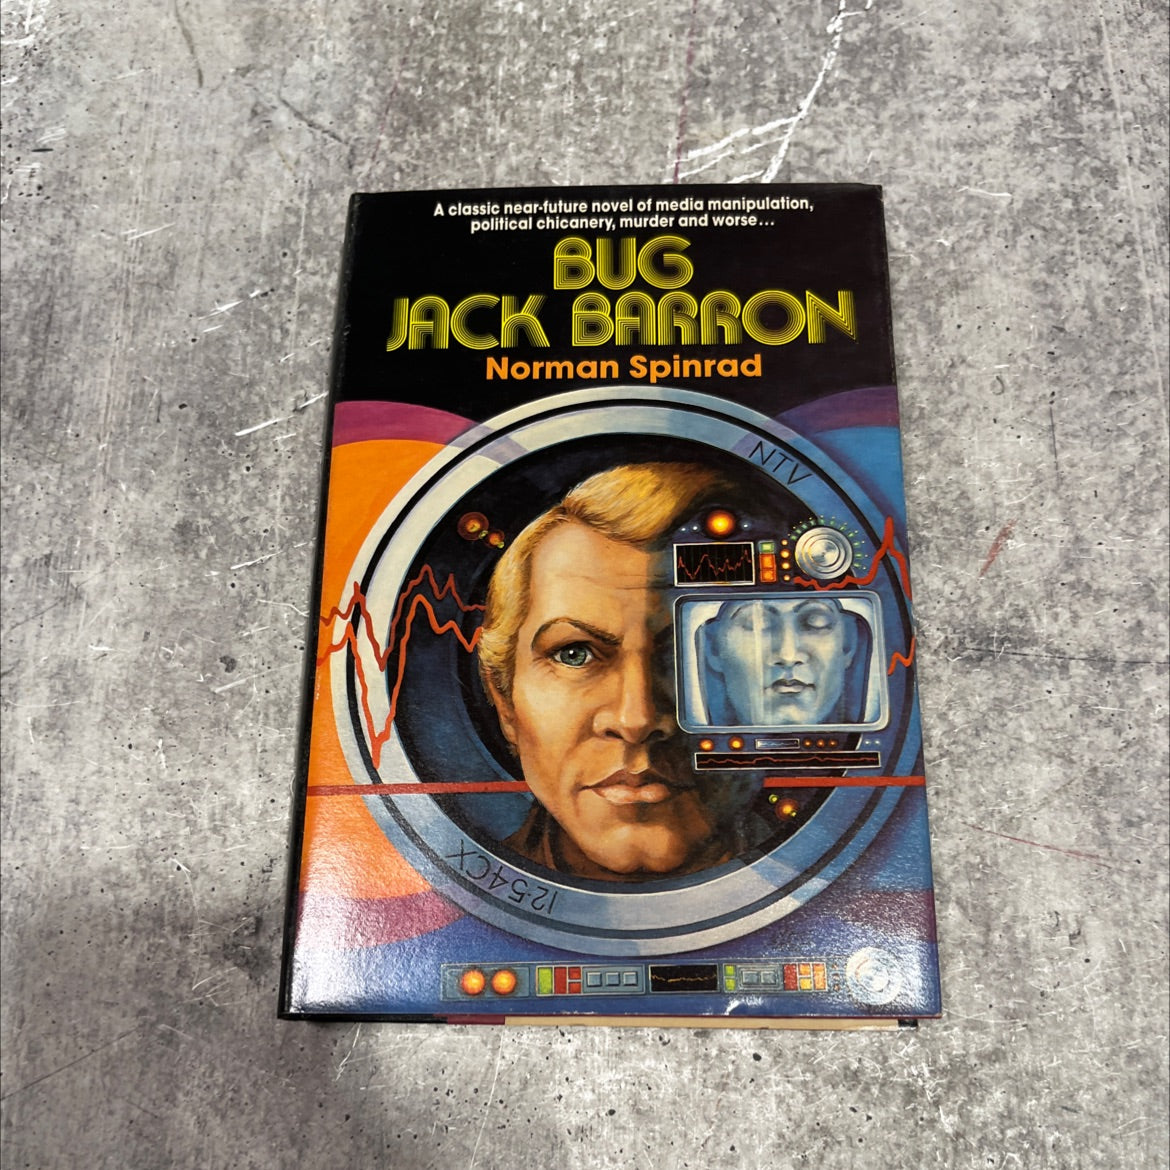 A classic near-future novel of media manipulation,
political chicanery, murder and worse...
BUG
JACK BARRON
Norman Spinrad
NTV
1254CX